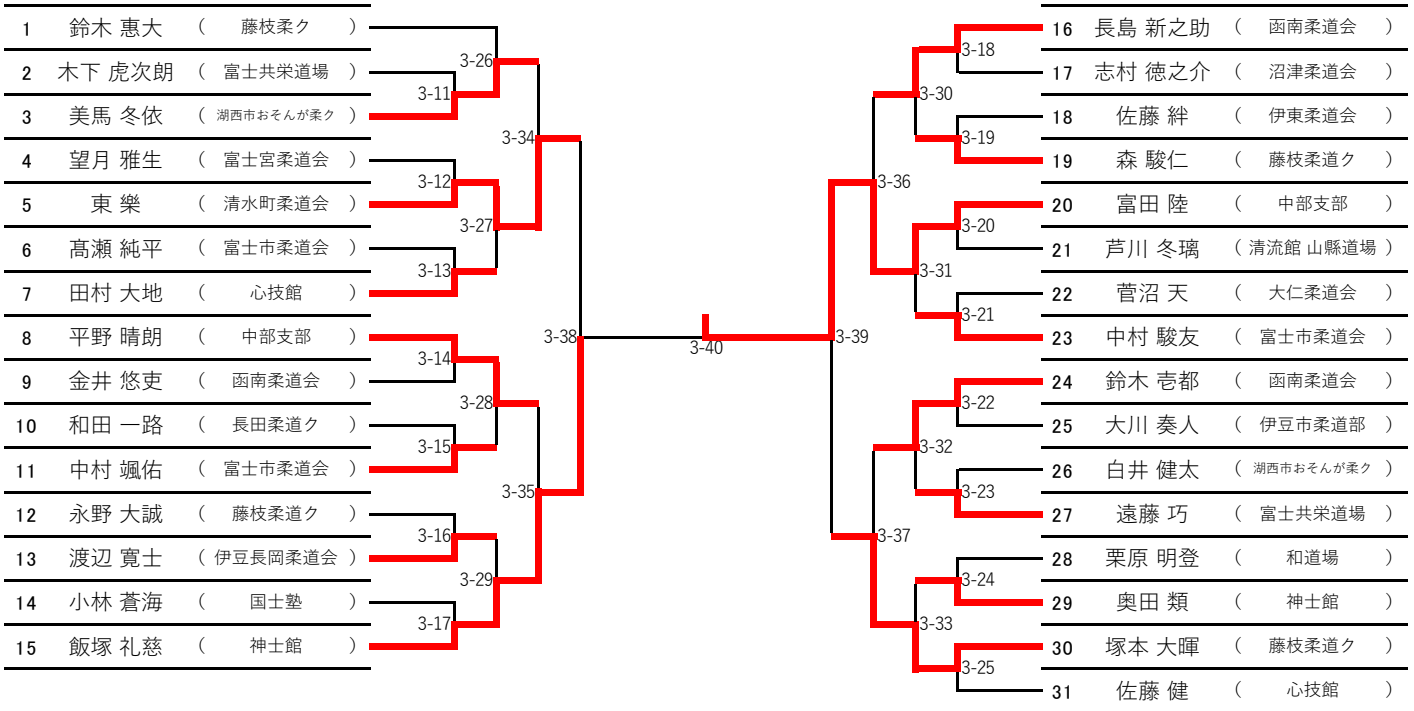 1 鈴木 惠大 ( 藤枝柔ク )
2 木下 虎次朗 ( 富士共栄道場 )
3 美馬 冬依 ( 湖西市おそんが柔ク )
4 望月 雅生 ( 富士宮柔道会 )
5 東 樂 ( 清水町柔道会 )
6 髙瀬 純平 ( 富士市柔道会 )
7 田村 大地 ( 心技館 )
8 平野 晴朗 ( 中部支部 )
9 金井 悠吏 ( 函南柔道会 )
10 和田 一路 ( 長田柔道ク )
11 中村 颯佑 ( 富士市柔道会 )
12 永野 大誠 ( 藤枝柔道ク )
13 渡辺 寛士 ( 伊豆長岡柔道会 )
14 小林 蒼海 ( 国士塾 )
15 飯塚 礼慈 ( 神士館 )
3-26
3-11
3-34
3-12
3-27
3-13
3-38
3-14
3-28
3-15
3-35
3-16
3-29
3-17
3-40
3-18
3-30
3-19
3-36
3-20
3-31
3-21
3-39
3-22
3-32
3-23
3-37
3-24
3-33
3-25
16 長島 新之助 ( 函南柔道会 )
17 志村 徳之介 ( 沼津柔道会 )
18 佐藤 絆 ( 伊東柔道会 )
19 森 駿仁 ( 藤枝柔道ク )
20 富田 陸 ( 中部支部 )
21 芦川 冬璃 ( 清流館 山縣道場 )
22 菅沼 天 ( 大仁柔道会 )
23 中村 駿友 ( 富士市柔道会 )
24 鈴木 壱都 ( 函南柔道会 )
25 大川 奏人 ( 伊豆市柔道部 )
26 白井 健太 ( 湖西市おそんが柔ク )
27 遠藤 巧 ( 富士共栄道場 )
28 栗原 明登 ( 和道場 )
29 奥田 類 ( 神士館 )
30 塚本 大暉 ( 藤枝柔道ク )
31 佐藤 健 ( 心技館 )